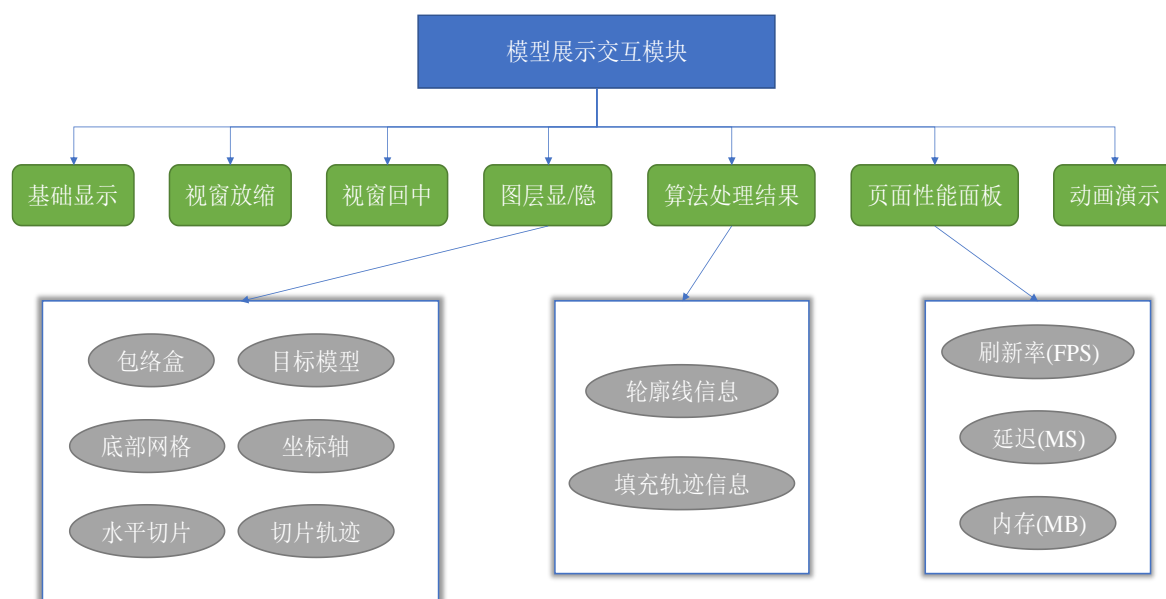 模型展示交互模块
基础显示
视窗放缩
视窗回中
图层显/隐
算法处理结果
页面性能面板
动画演示
包络盒
目标模型
底部网格
坐标轴
水平切片
切片轨迹
轮廓线信息
填充轨迹信息
刷新率(FPS)
延迟(MS)
内存(MB)